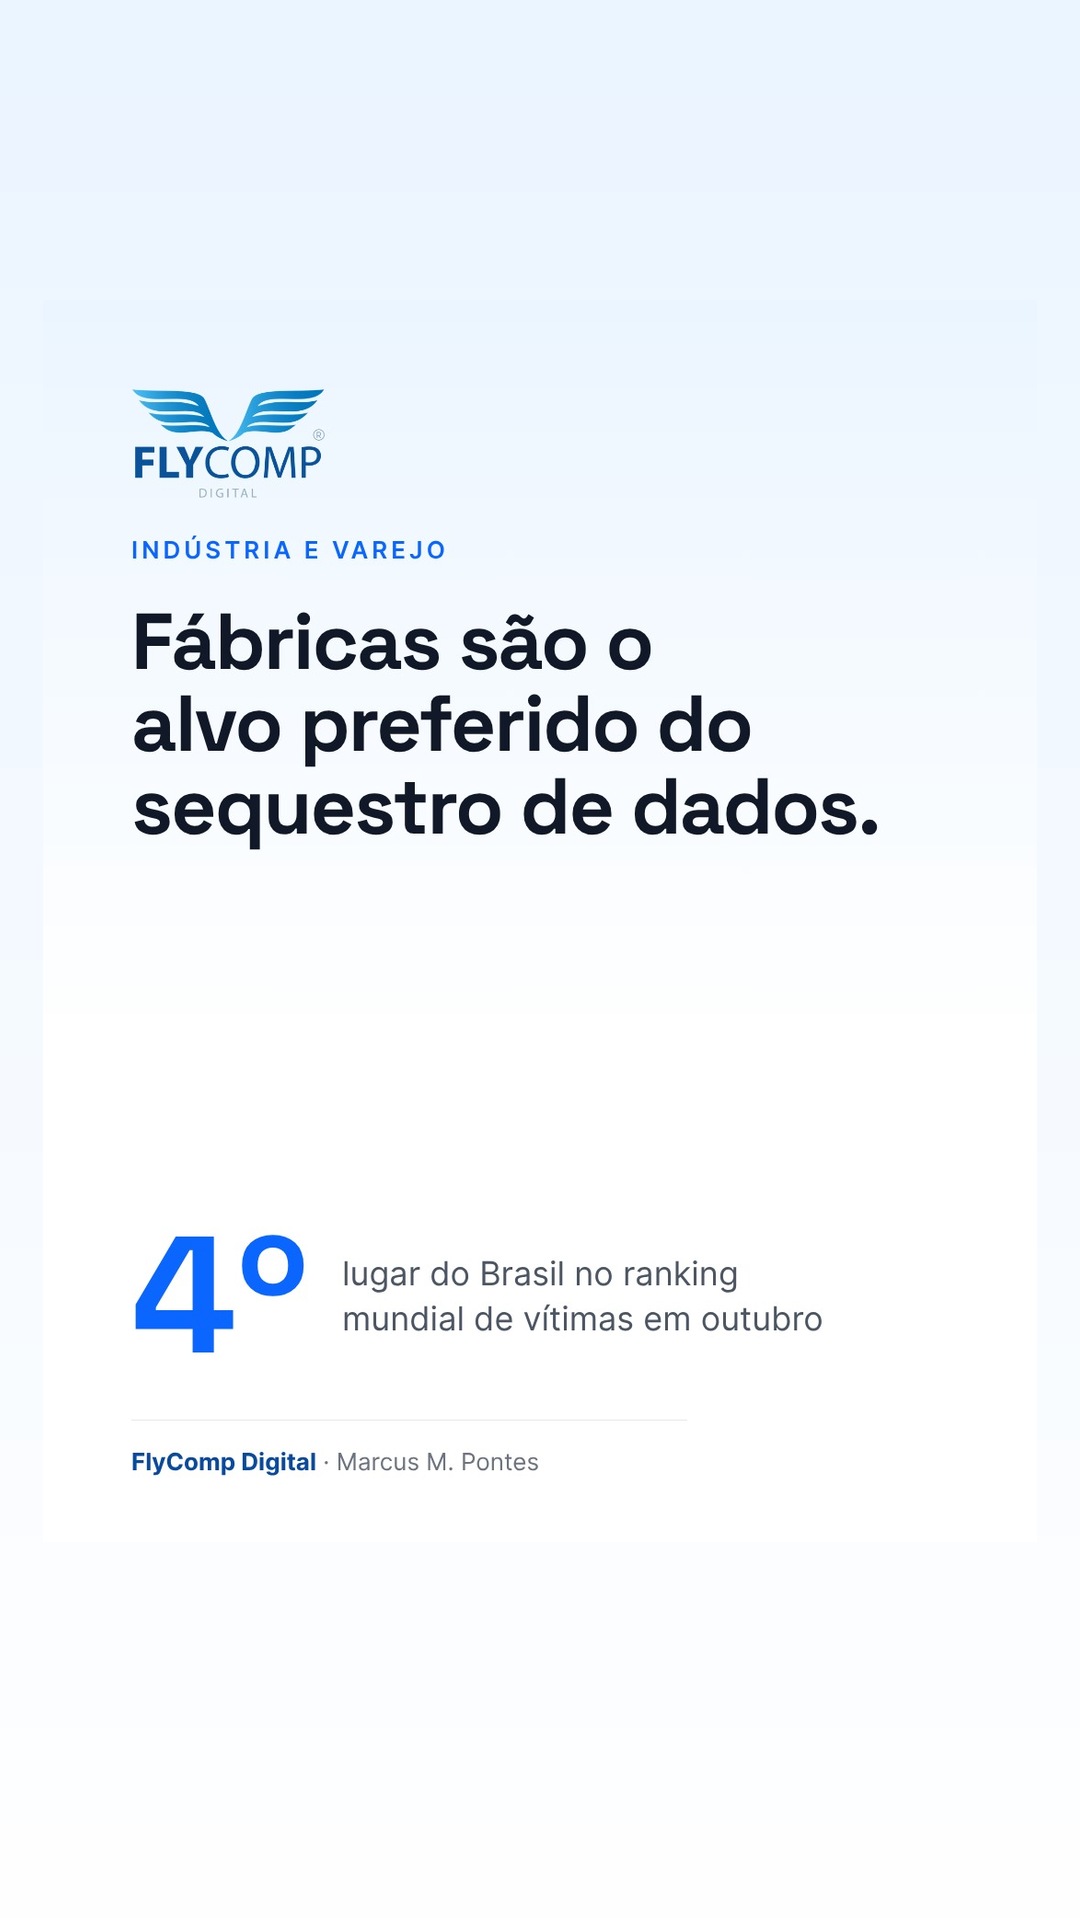 FLYCOMP
®
DIGITAL
INDÚSTRIA E VAREJO
Fábricas são o
alvo preferido do
sequestro de dados.
4º
lugar do Brasil no ranking
mundial de vítimas em outubro
FlyComp Digital · Marcus M. Pontes